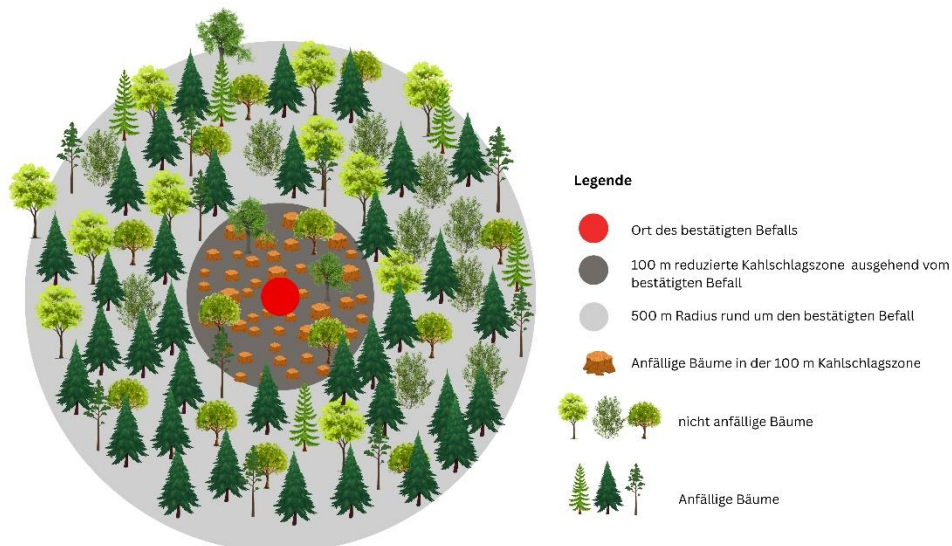 Legende
Ort des bestätigten Befalls
100 m reduzierte Kahlschlagszone ausgehend vom
bestätigten Befall
500 m Radius rund um den bestätigten Befall
Anfällige Bäume in der 100 m Kahlschlagszone
nicht anfällige Bäume
Anfällige Bäume